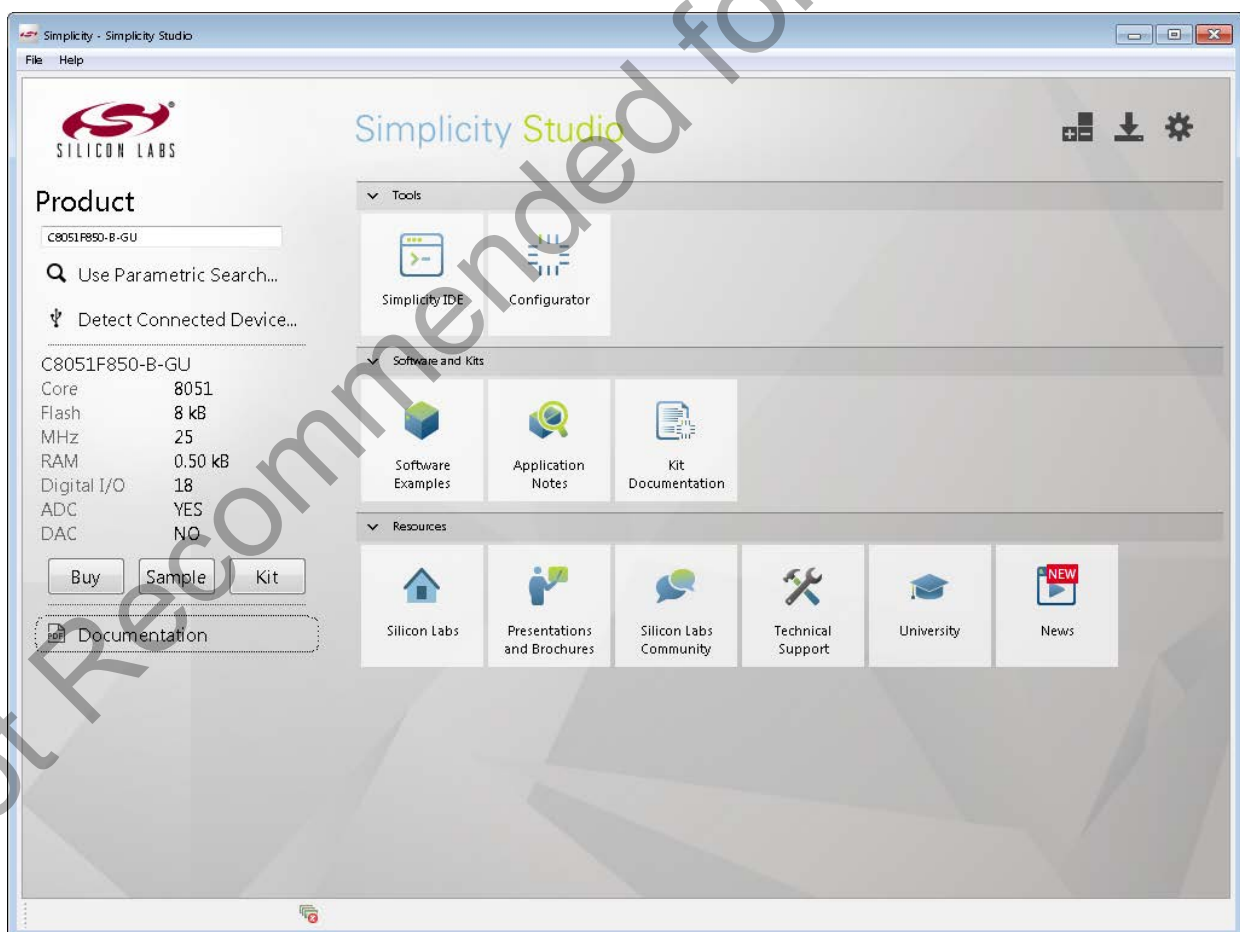 Simplicity - Simplicity Studio
File Help
SILICON LABS
®
Simplicity Studio
Product
C8051F850-B-GU
Use Parametric Search...
Detect Connected Device...
C8051F850-B-GU
Core 8051
Flash 8 kB
MHz 25
RAM 0.50 kB
Digital I/O 18
ADC YES
DAC NO
Buy Sample Kit
PDF Documentation
Tools
Simplicity IDE
Configurator
Software and Kits
Software
Examples
Application
Notes
Kit
Documentation
Resources
Silicon Labs
Presentations
and Brochures
Silicon Labs
Community
Technical
Support
University
NEW
News
Recommended for